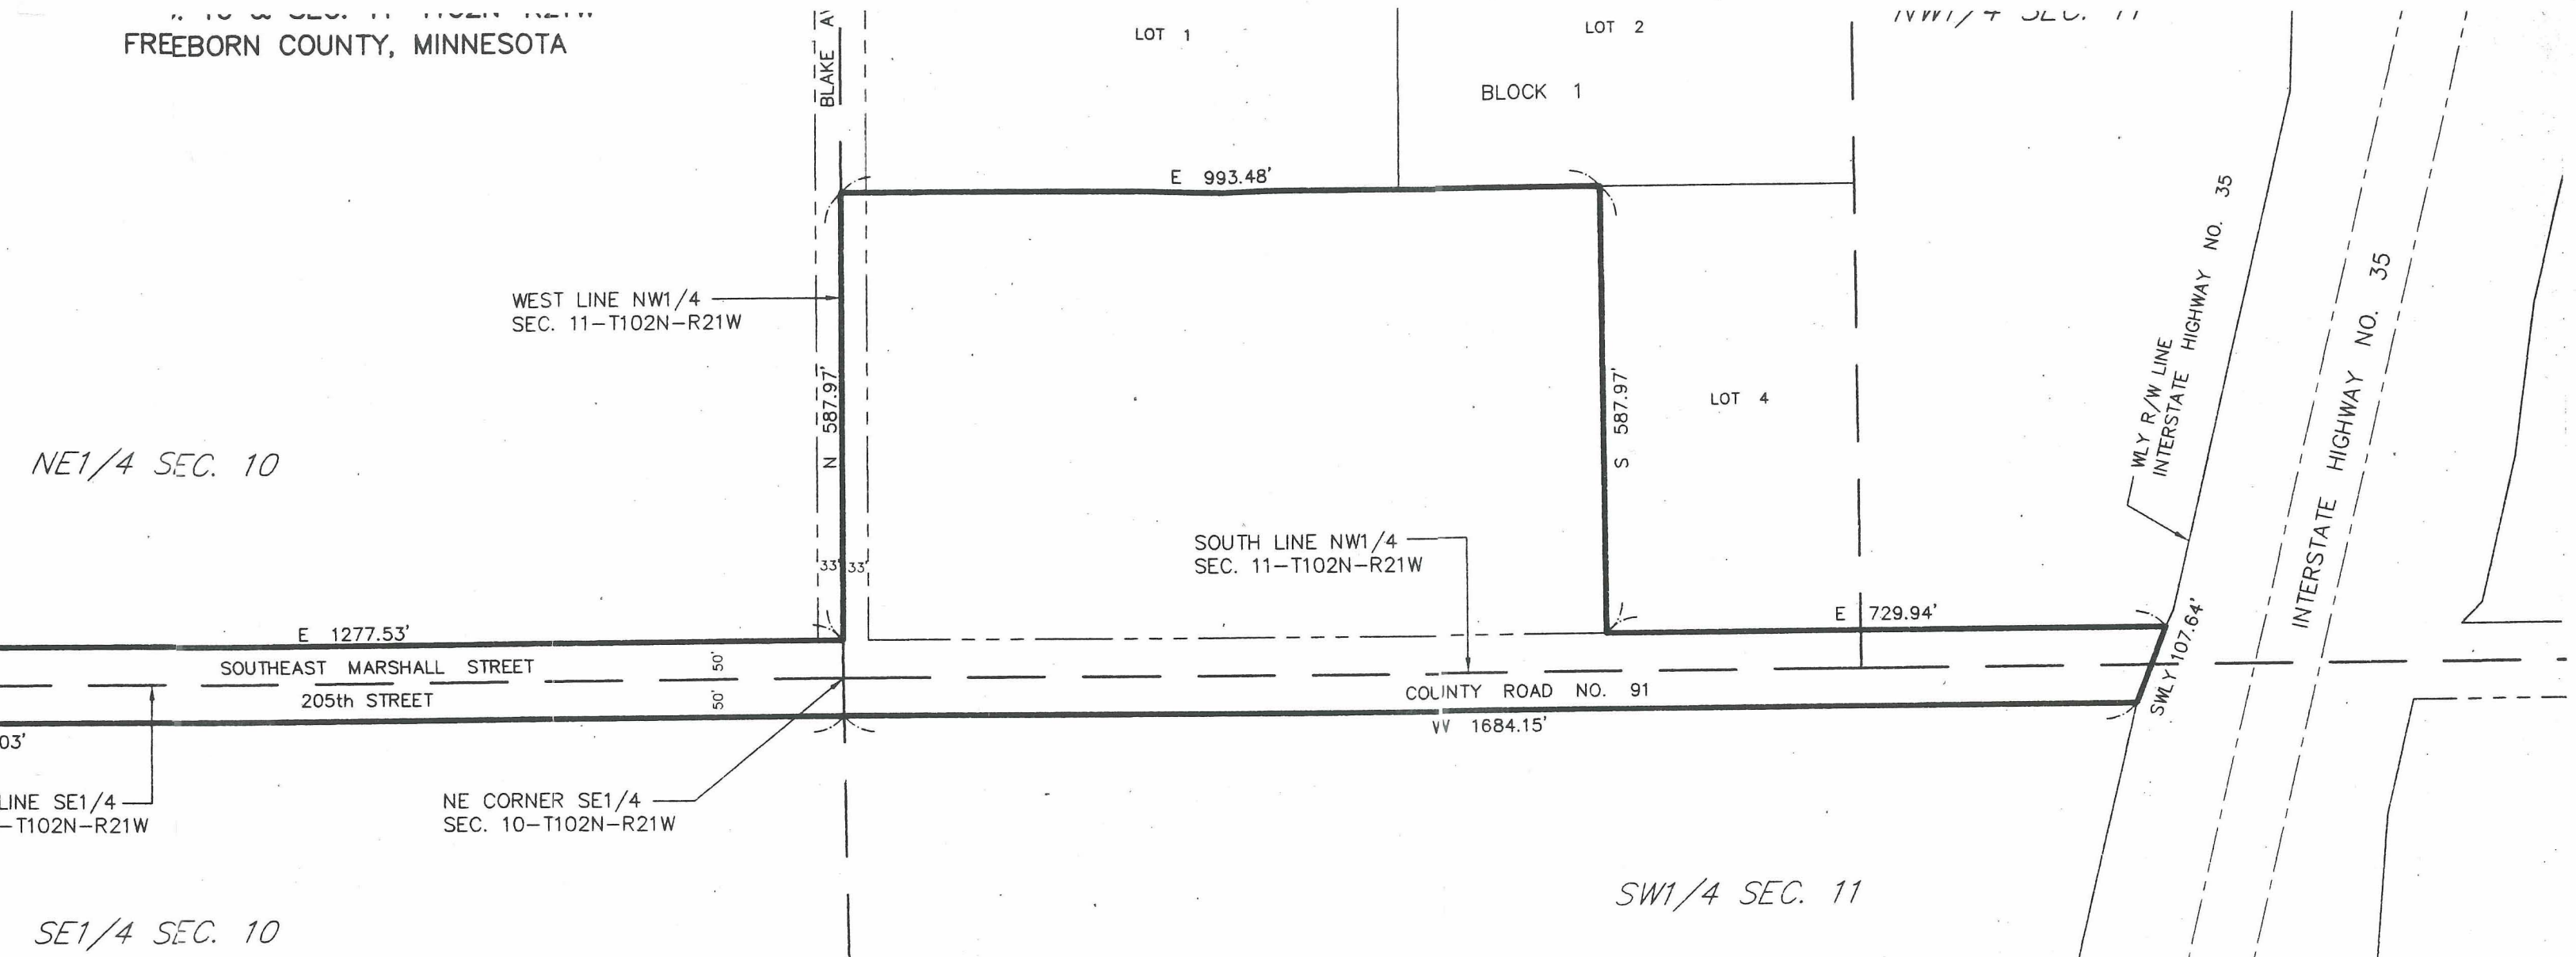 FREEBORN COUNTY, MINNESOTA
BLAKE
LOT 1
LOT 2
BLOCK 1
E 993.48'
WEST LINE NW1/4
SEC. 11-T102N-R21W
N 587.97'
S 587.97'
LOT 4
WLY R/W LINE
INTERSTATE HIGHWAY NO. 35
INTERSTATE HIGHWAY NO. 35
NE1/4 SEC. 10
SOUTH LINE NW1/4
SEC. 11-T102N-R21W
33' 33'
E 1277.53'
E 729.94'
SWLY 107.64'
SOUTHEAST MARSHALL STREET
50'
205th STREET
50'
COUNTY ROAD NO. 91
W 1684.15'
03'
LINE SE1/4
-T102N-R21W
NE CORNER SE1/4
SEC. 10-T102N-R21W
SW1/4 SEC. 11
SE1/4 SEC. 10